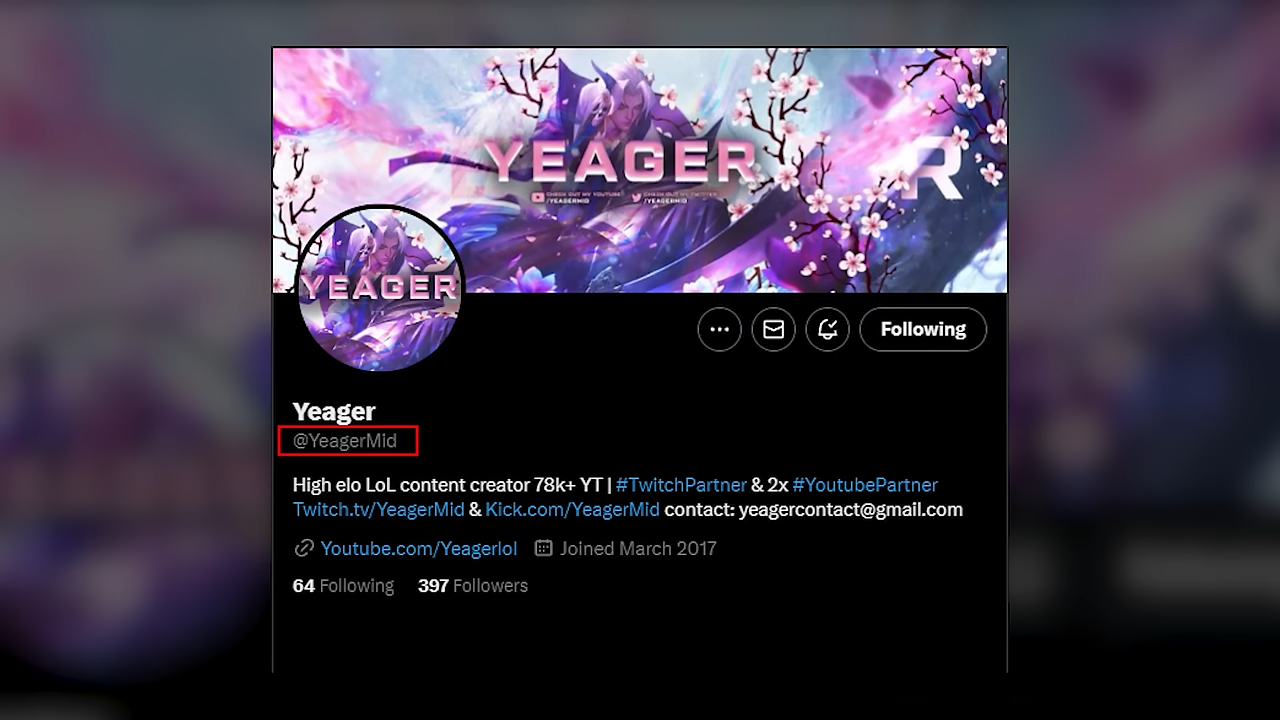 YEAGER
R
CHECK OUT MY YOUTUBE
/YEAGERMID
CHECK OUT MY TWITTER
/YEAGERMID
YEAGER
Following
Yeager
@YeagerMid
High elo LoL content creator 78k+ YT | #TwitchPartner & 2x #YoutubePartner
Twitch.tv/YeagerMid & Kick.com/YeagerMid contact: yeagercontact@gmail.com
Youtube.com/Yeagerlol Joined March 2017
64 Following 397 Followers